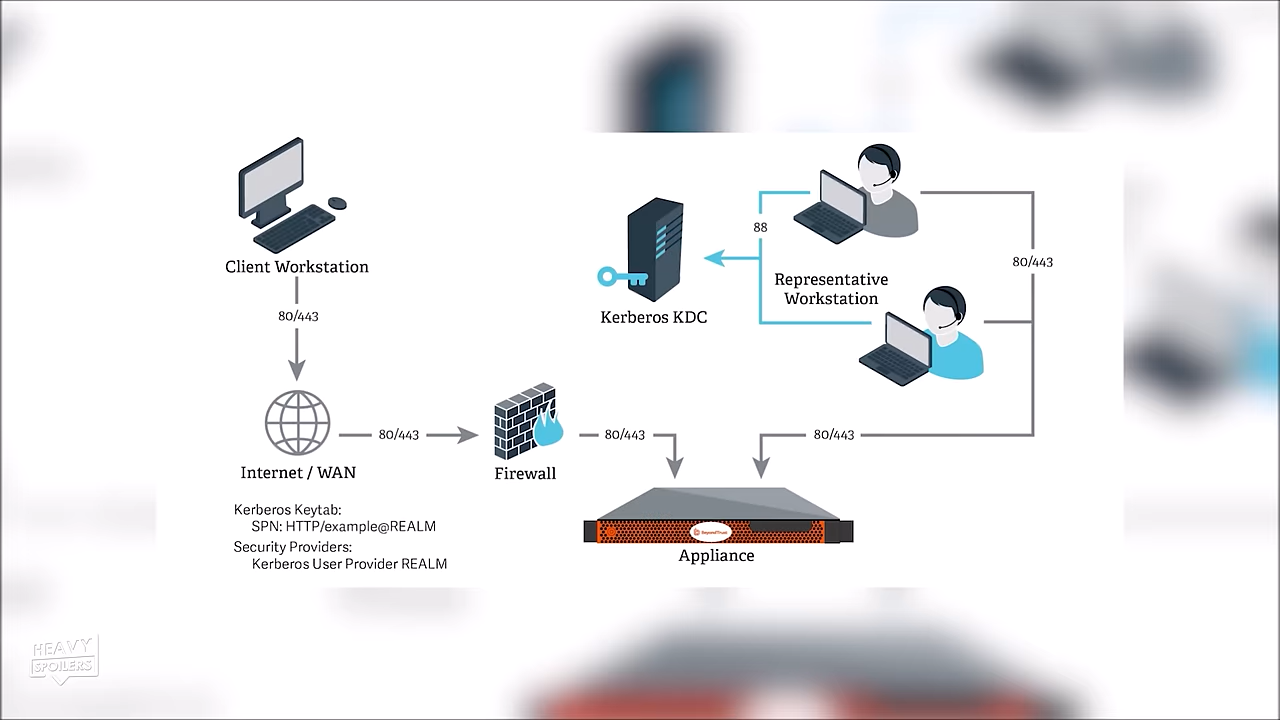 Client Workstation
80/443
Internet / WAN
80/443
Firewall
80/443
Kerberos KDC
88
Representative
Workstation
80/443
80/443
Appliance
BeyondTrust
Kerberos Keytab:
SPN: HTTP/example@REALM
Security Providers:
Kerberos User Provider REALM
HEAVY
SPOILERS